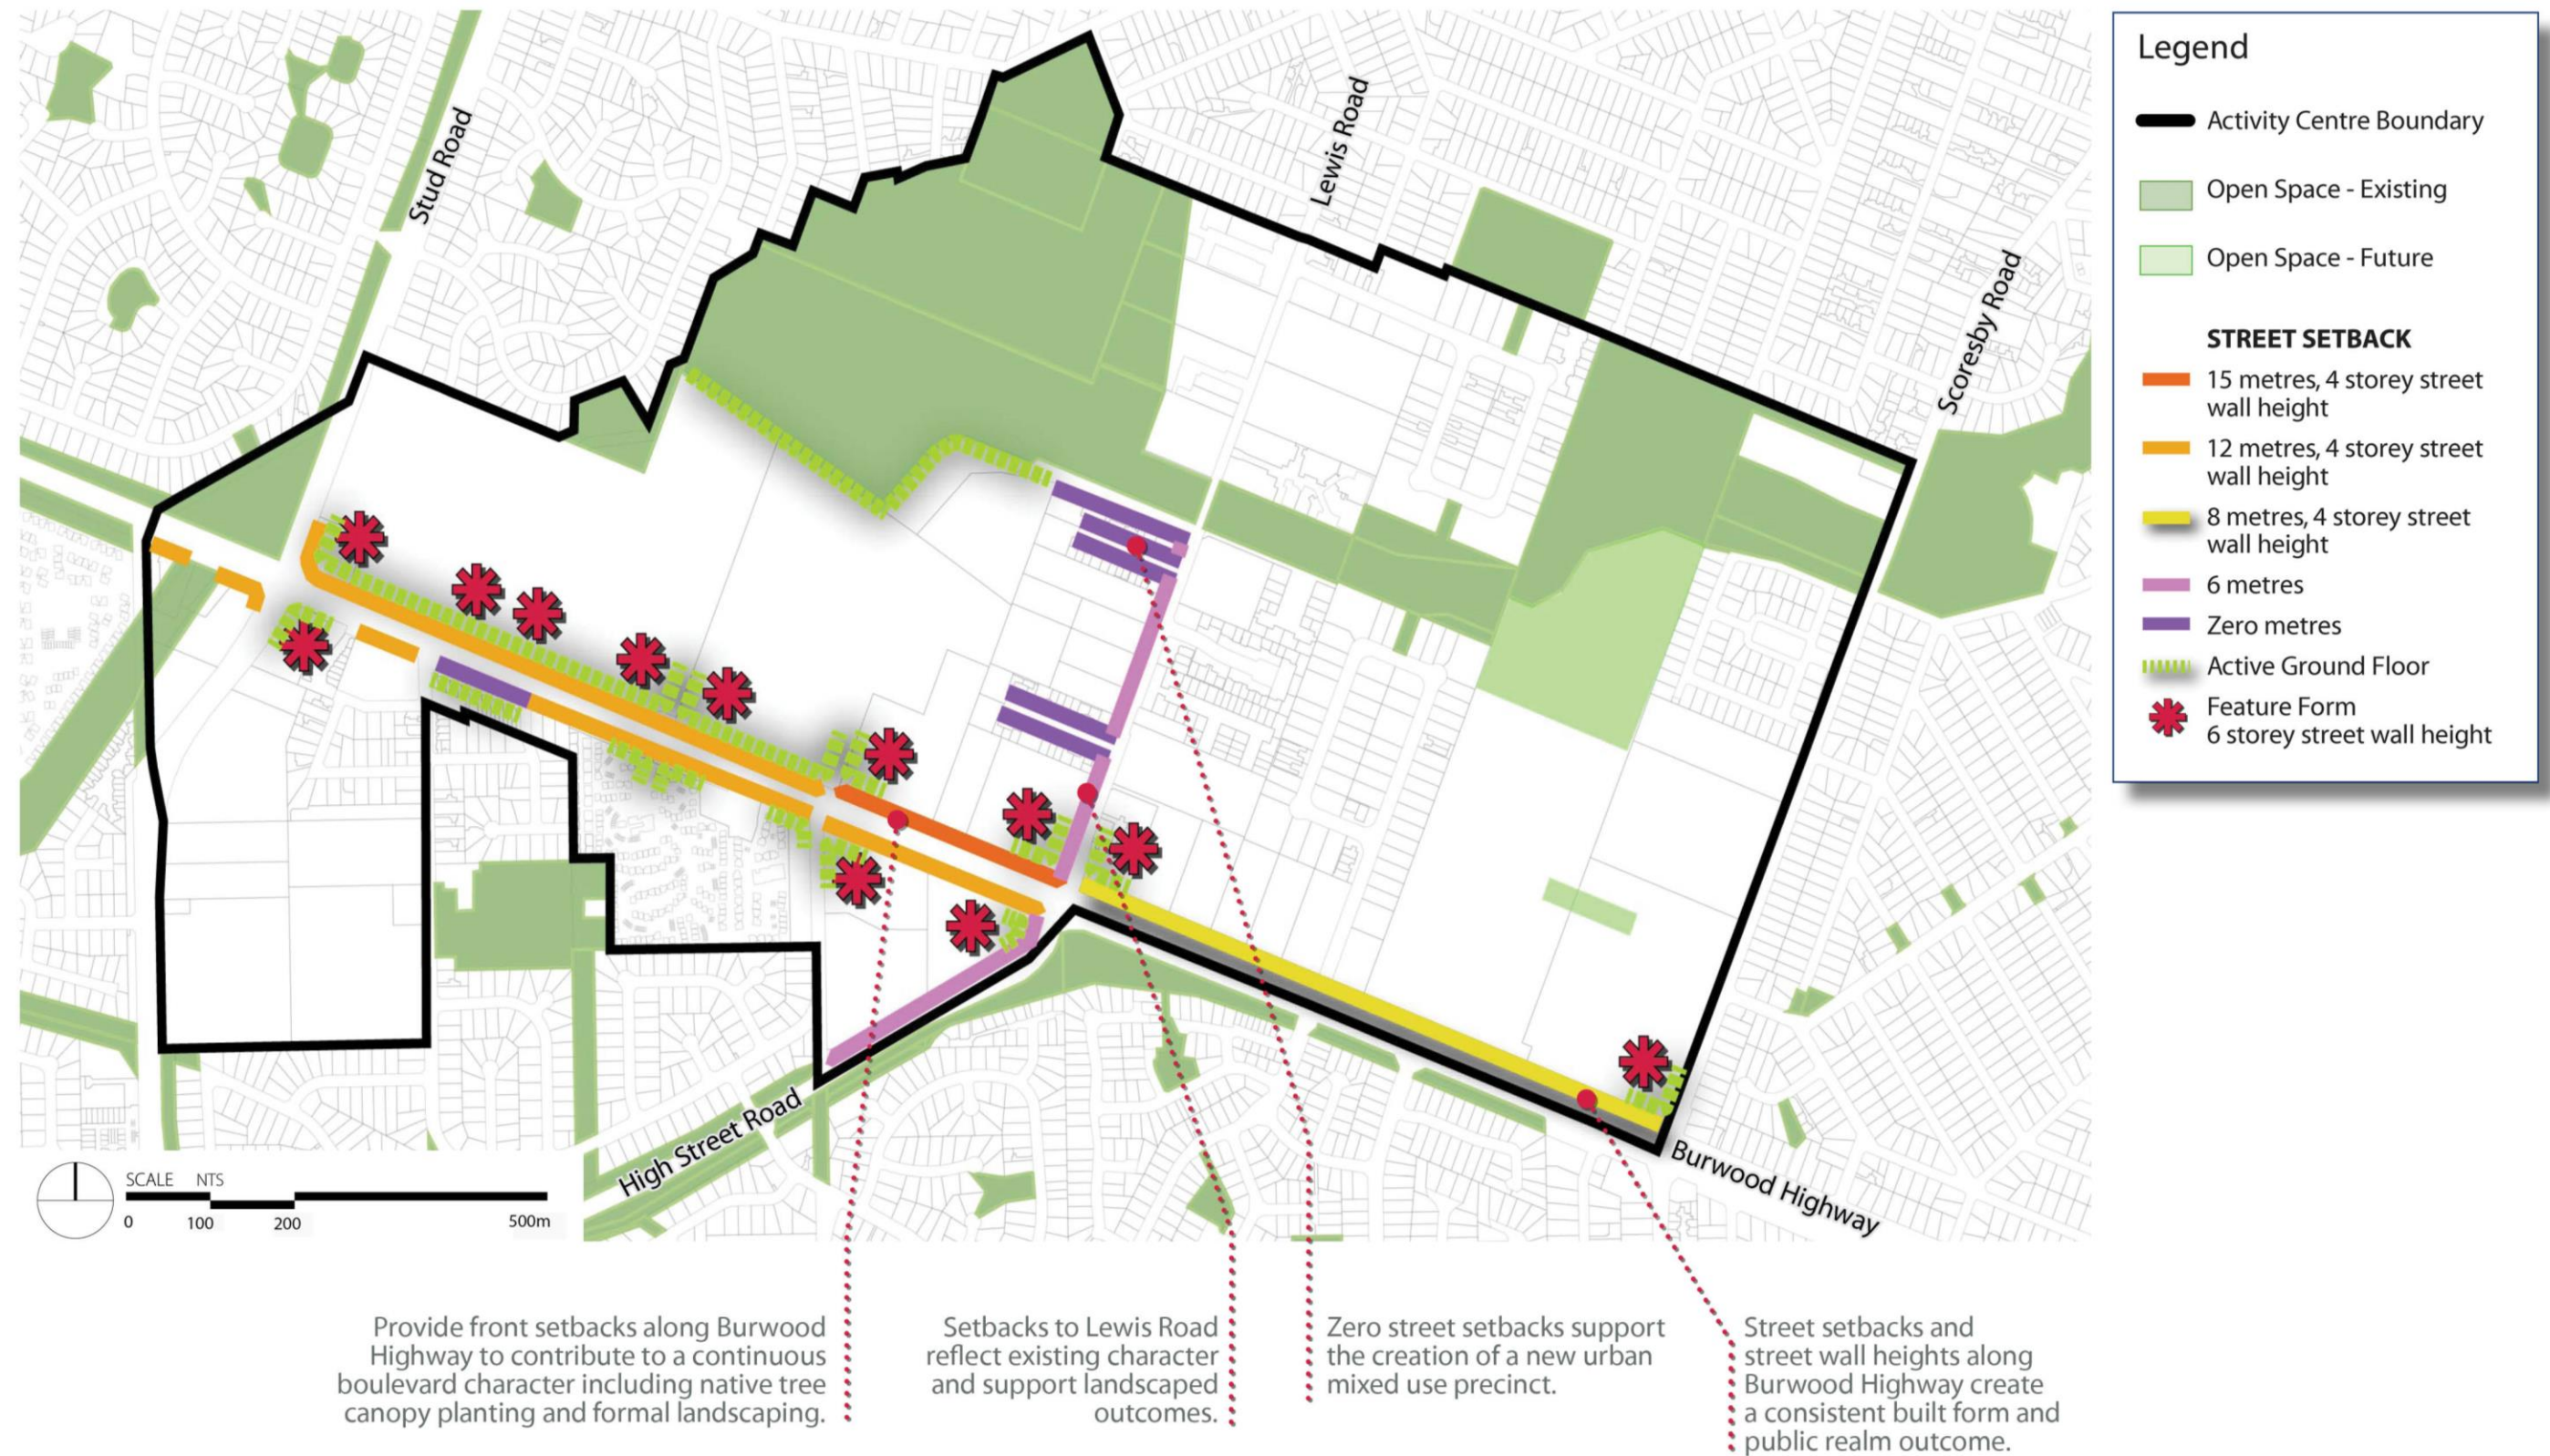 Stud Road
Lewis Road
Scoresby Road
High Street Road
Burwood Highway
SCALE NTS
0 100 200 500m
Legend
Activity Centre Boundary
Open Space - Existing
Open Space - Future
STREET SETBACK
15 metres, 4 storey street
wall height
12 metres, 4 storey street
wall height
8 metres, 4 storey street
wall height
6 metres
Zero metres
Active Ground Floor
Feature Form
6 storey street wall height
Provide front setbacks along Burwood
Highway to contribute to a continuous
boulevard character including native tree
canopy planting and formal landscaping.
Setbacks to Lewis Road
reflect existing character
and support landscaped
outcomes.
Zero street setbacks support
the creation of a new urban
mixed use precinct.
Street setbacks and
street wall heights along
Burwood Highway create
a consistent built form and
public realm outcome.